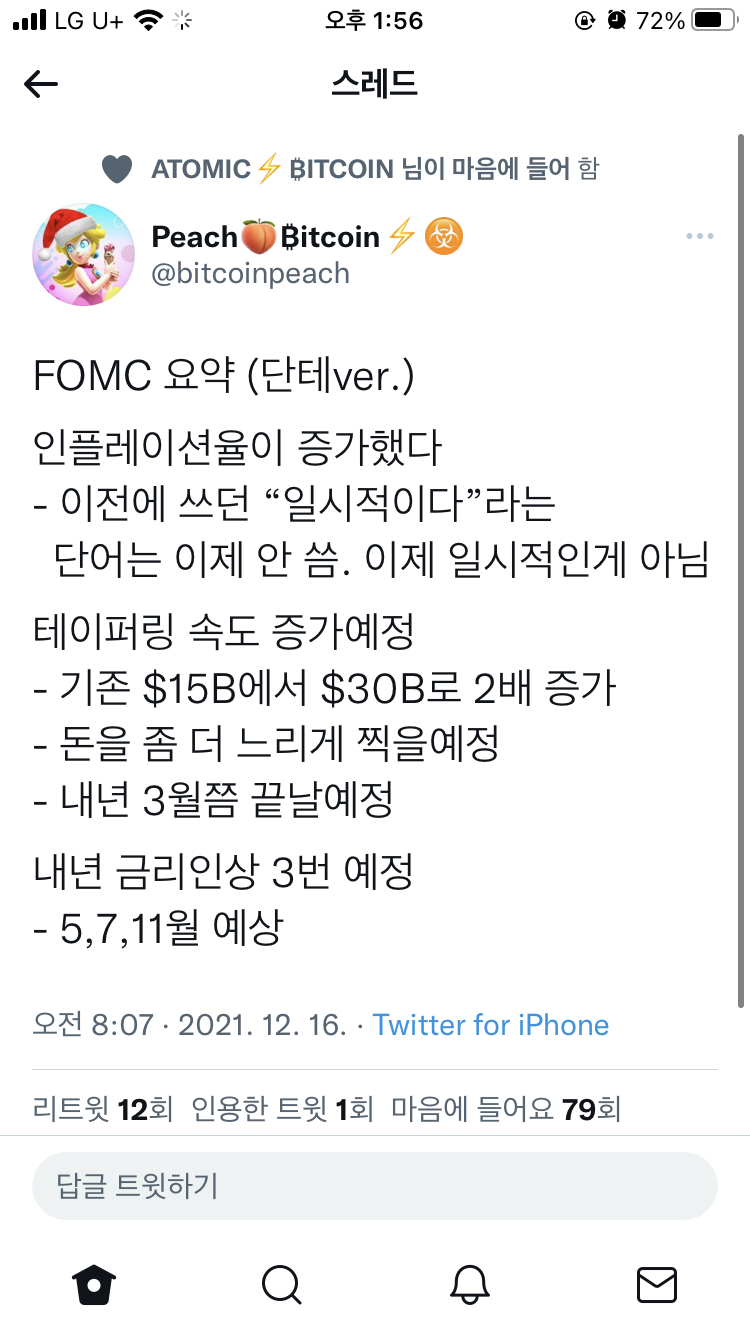 LG U+ 오후 1:56 72%
스레드
ATOMIC⚡₿ITCOIN 님이 마음에 들어 함
Peach🍑₿itcoin⚡☣
@bitcoinpeach
FOMC 요약 (단테ver.)
인플레이션율이 증가했다
- 이전에 쓰던 “일시적이다”라는
단어는 이제 안 씀. 이제 일시적인게 아님
테이퍼링 속도 증가예정
- 기존 $15B에서 $30B로 2배 증가
- 돈을 좀 더 느리게 찍을예정
- 내년 3월쯤 끝날예정
내년 금리인상 3번 예정
- 5,7,11월 예상
오전 8:07 · 2021. 12. 16. · Twitter for iPhone
리트윗 12회 인용한 트윗 1회 마음에 들어요 79회
답글 트윗하기